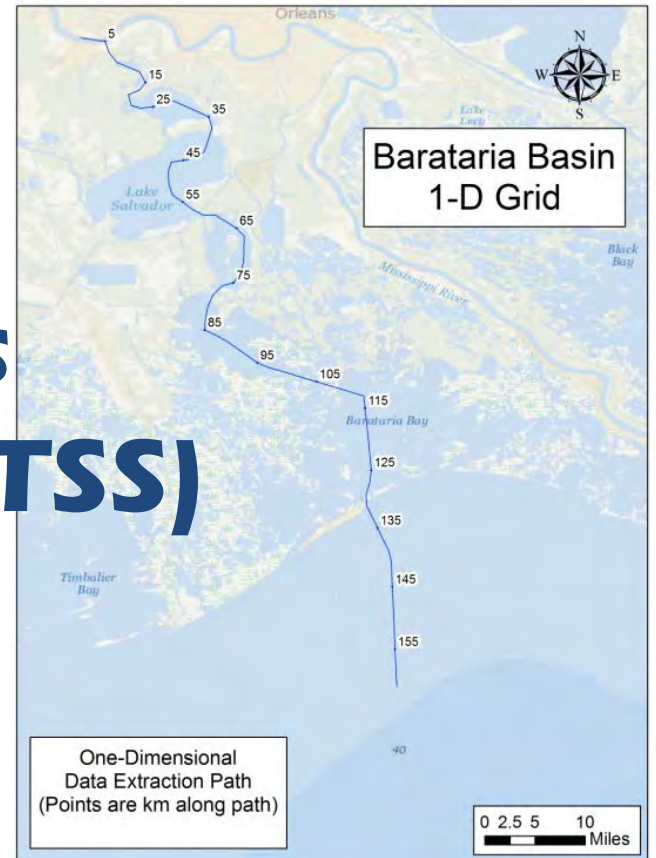 Orleans
5
15
25
35
45
55
65
75
85
95
105
115
125
135
145
155
N
W E
S
Lake
Lery
Barataria Basin
1-D Grid
Lake
Salvador
Black
Bay
Mississippi River
S
TSS)
Barataria Bay
Timbalier
Bay
40
One-Dimensional
Data Extraction Path
(Points are km along path)
0 2.5 5 10
Miles